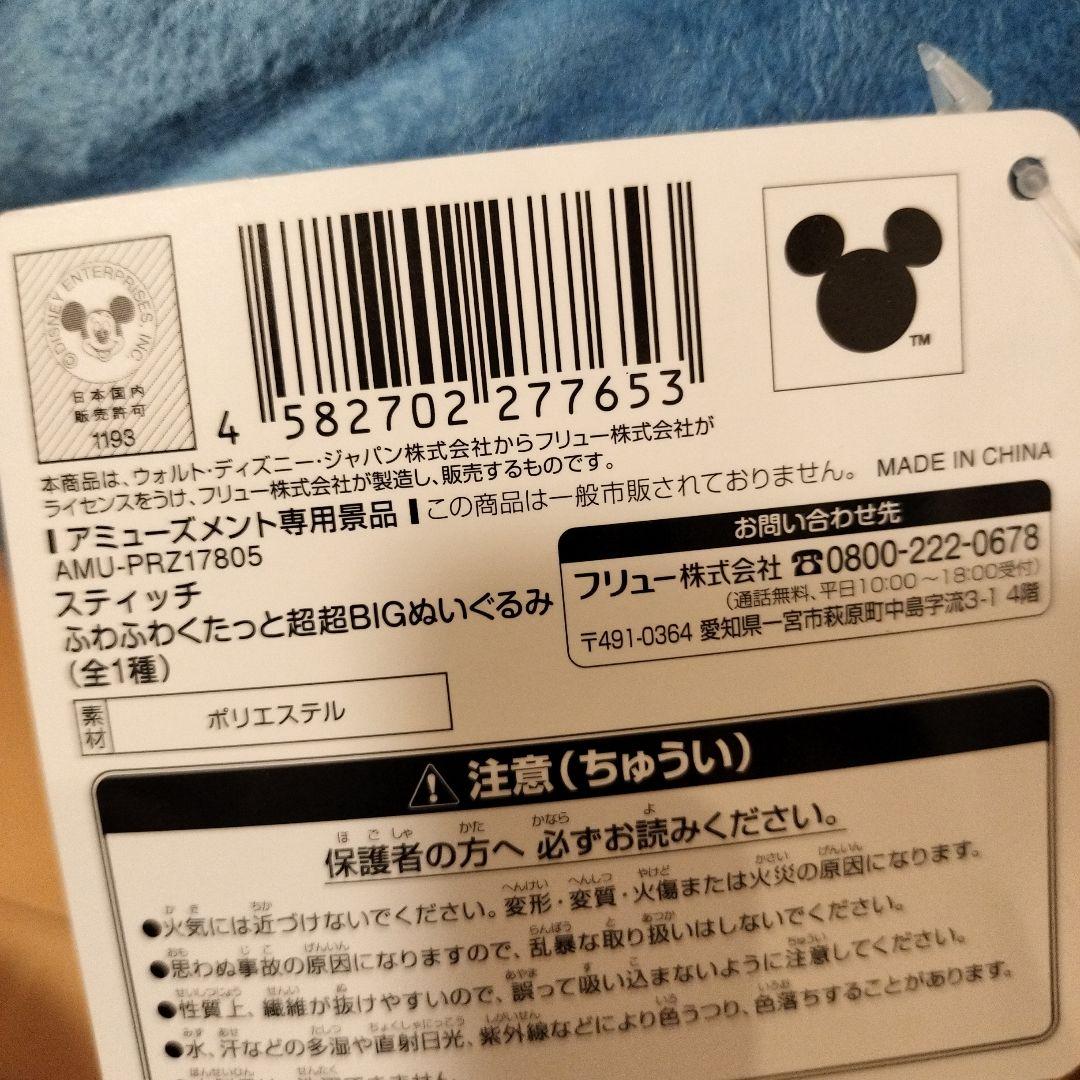 © DISNEY ENTERPRISES, INC.
日本国内
販売許可
1193
4 582702 277653
TM
本商品は、ウォルト・ディズニー・ジャパン株式会社からフリュー株式会社が
ライセンスをうけ、フリュー株式会社が製造し、販売するものです。
アミューズメント専用景品 この商品は一般市販されておりません。 MADE IN CHINA
AMU-PRZ17805
スティッチ
ふわふわくたっと超超BIGぬいぐるみ
(全1種)
素材 ポリエステル
お問い合わせ先
フリュー株式会社 ☎0800-222-0678
(通話無料、平日10:00~18:00受付)
〒491-0364 愛知県一宮市萩原町中島字流3-1 4階
注意(ちゅうい)
保護者の方へ 必ずお読みください。
●火気には近づけないでください。変形・変質・火傷または火災の原因になります。
●思わぬ事故の原因になりますので、乱暴な取り扱いはしないでください。
●性質上、繊維が抜けやすいので、誤って吸い込まないように注意してください。
●水、汗などの多湿や直射日光、紫外線などにより色うつり、色落ちすることがあります。